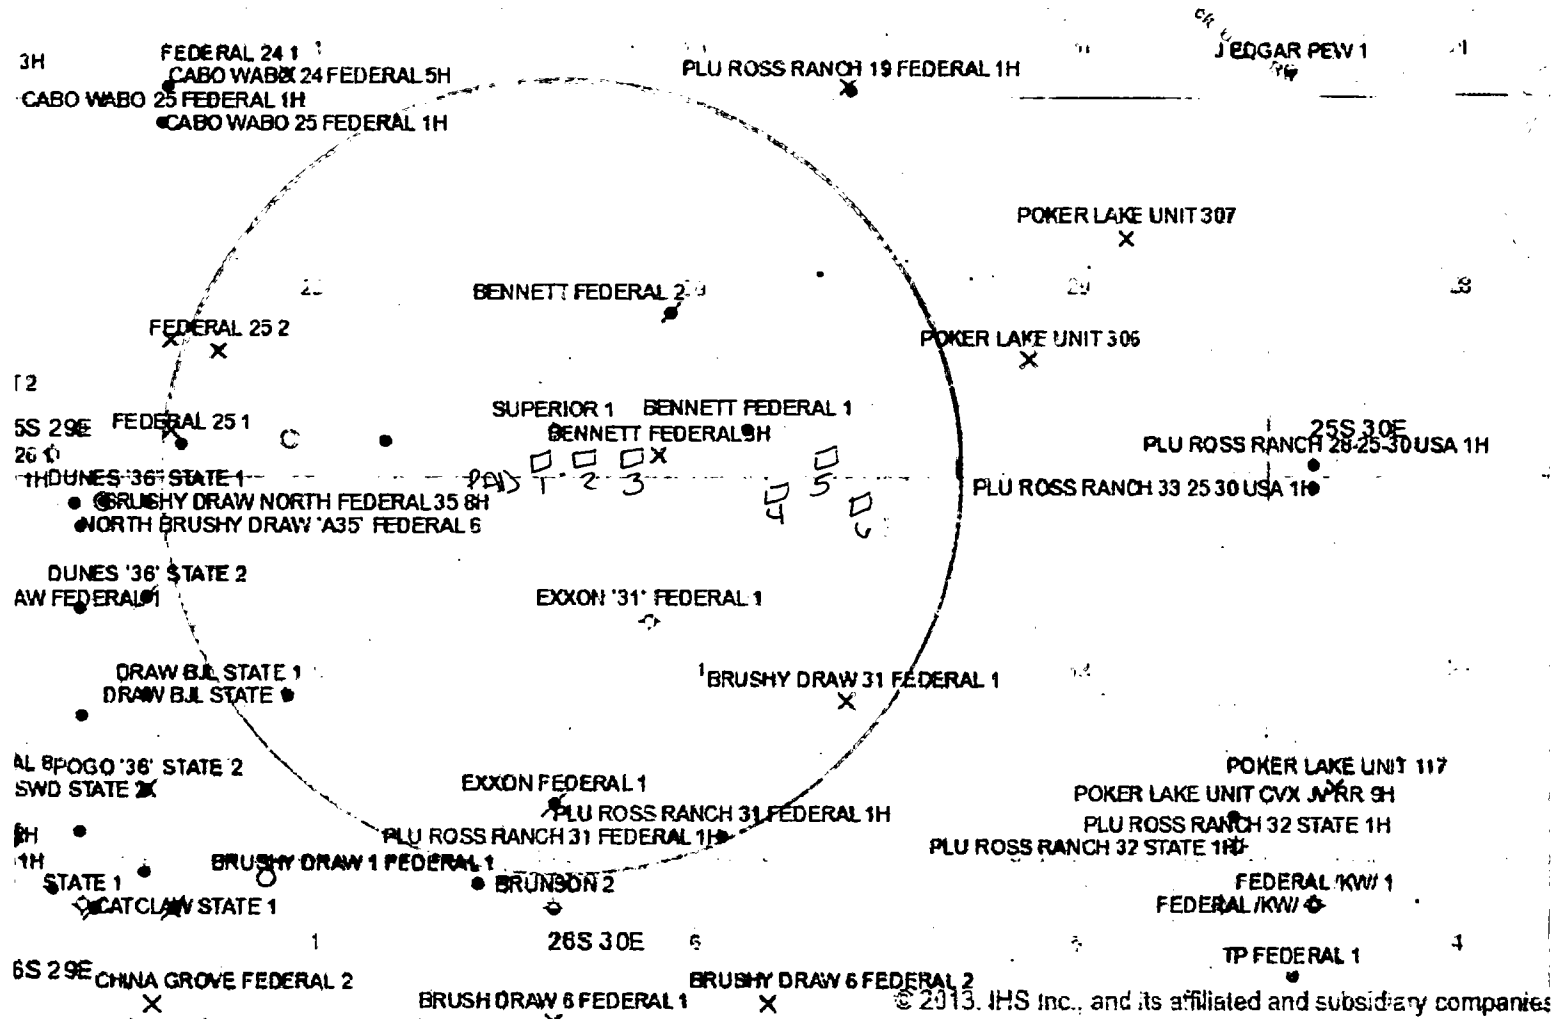 FEDERAL 24 1
3H
J EDGAR PEW 1
CABO WABO 24 FEDERAL 5H
PLU ROSS RANCH 19 FEDERAL 1H
CABO WABO 25 FEDERAL 1H
CABO WABO 25 FEDERAL 1H
POKER LAKE UNIT 307
29
BENNETT FEDERAL 2
FEDERAL 25 2
POKER LAKE UNIT 306
T 2
SUPERIOR 1
BENNETT FEDERAL 1
5S 29E
FEDERAL 25 1
BENNETT FEDERAL 3H
25S 30E
PLU ROSS RANCH 28-25-30 USA 1H
26
1H
DUNES '36' STATE 1
PAD
1
2
3
5
PLU ROSS RANCH 33 25 30 USA 1H
BRUSHY DRAW NORTH FEDERAL 35 8H
4
6
NORTH BRUSHY DRAW 'A35' FEDERAL 6
DUNES '36' STATE 2
AW FEDERAL 1
EXXON '31' FEDERAL 1
DRAW BJL STATE 1
DRAW BJL STATE
BRUSHY DRAW 31 FEDERAL 1
POGO '36' STATE 2
SWD STATE 2
POKER LAKE UNIT 117
EXXON FEDERAL 1
POKER LAKE UNIT CVX JV RR 9H
PLU ROSS RANCH 31 FEDERAL 1H
PLU ROSS RANCH 32 STATE 1H
PLU ROSS RANCH 31 FEDERAL 1H
PLU ROSS RANCH 32 STATE 1H
1H
BRUSHY DRAW 1 FEDERAL 1
STATE 1
BRUNSON 2
FEDERAL /KW/ 1
CATCLAW STATE 1
FEDERAL /KW/
1
26S 30E
6
4
TP FEDERAL 1
6S 29E
CHINA GROVE FEDERAL 2
BRUSHY DRAW 6 FEDERAL 2
BRUSH DRAW 6 FEDERAL 1
© 2013. IHS Inc., and its affiliated and subsidiary companies